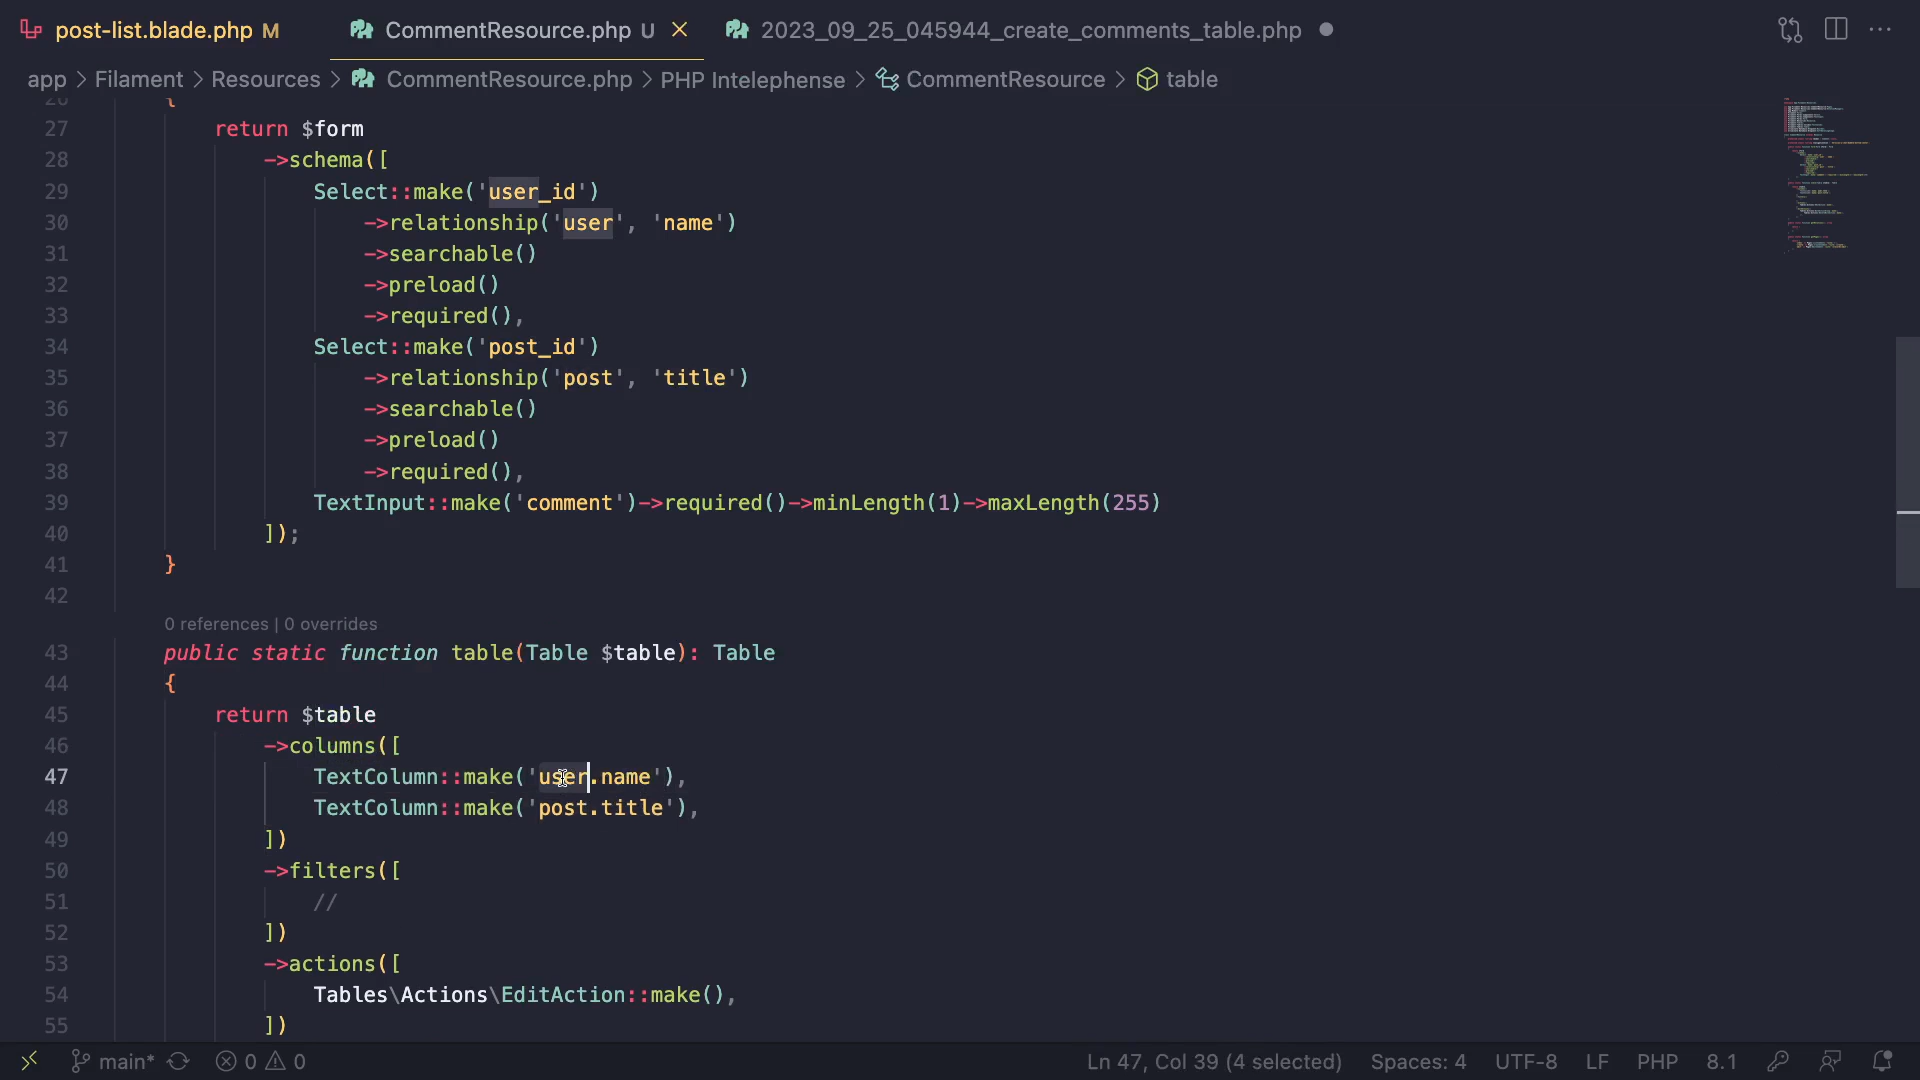 post-list.blade.php M
CommentResource.php U
2023_09_25_045944_create_comments_table.php
app > Filament > Resources > CommentResource.php > PHP Intelephense > CommentResource > table
26 {
27 return $form
28 ->schema([
29 Select::make('user_id')
30 ->relationship('user', 'name')
31 ->searchable()
32 ->preload()
33 ->required(),
34 Select::make('post_id')
35 ->relationship('post', 'title')
36 ->searchable()
37 ->preload()
38 ->required(),
39 TextInput::make('comment')->required()->minLength(1)->maxLength(255)
40 ]);
41 }
42
0 references | 0 overrides
43 public static function table(Table $table): Table
44 {
45 return $table
46 ->columns([
47 TextColumn::make('user.name'),
48 TextColumn::make('post.title'),
49 ])
50 ->filters([
51 //
52 ])
53 ->actions([
54 Tables\Actions\EditAction::make(),
55 ])
main* 0 0 Ln 47, Col 39 (4 selected) Spaces: 4 UTF-8 LF PHP 8.1